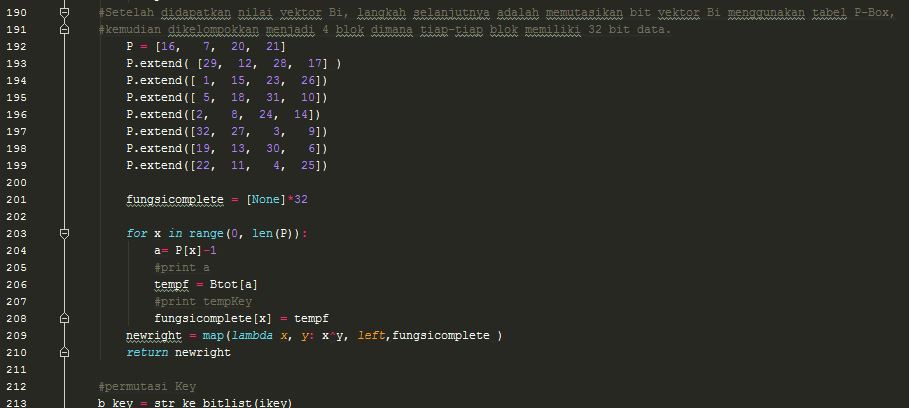 190 #Setelah didapatkan nilai vektor Bi, langkah selanjutnya adalah memutasikan bit vektor Bi menggunakan tabel P-Box,
191 #kemudian dikelompokkan menjadi 4 blok dimana tiap-tiap blok memiliki 32 bit data.
192 P = [16, 7, 20, 21]
193 P.extend( [29, 12, 28, 17] )
194 P.extend([ 1, 15, 23, 26])
195 P.extend([ 5, 18, 31, 10])
196 P.extend([2, 8, 24, 14])
197 P.extend([32, 27, 3, 9])
198 P.extend([19, 13, 30, 6])
199 P.extend([22, 11, 4, 25])
200
201 fungsicomplete = [None]*32
202
203 for x in range(0, len(P)):
204 a= P[x]-1
205 #print a
206 tempf = Btot[a]
207 #print tempKey
208 fungsicomplete[x] = tempf
209 newright = map(lambda x, y: x^y, left,fungsicomplete )
210 return newright
211
212 #permutasi Key
213 b_key = str_ke_bitlist(ikey)